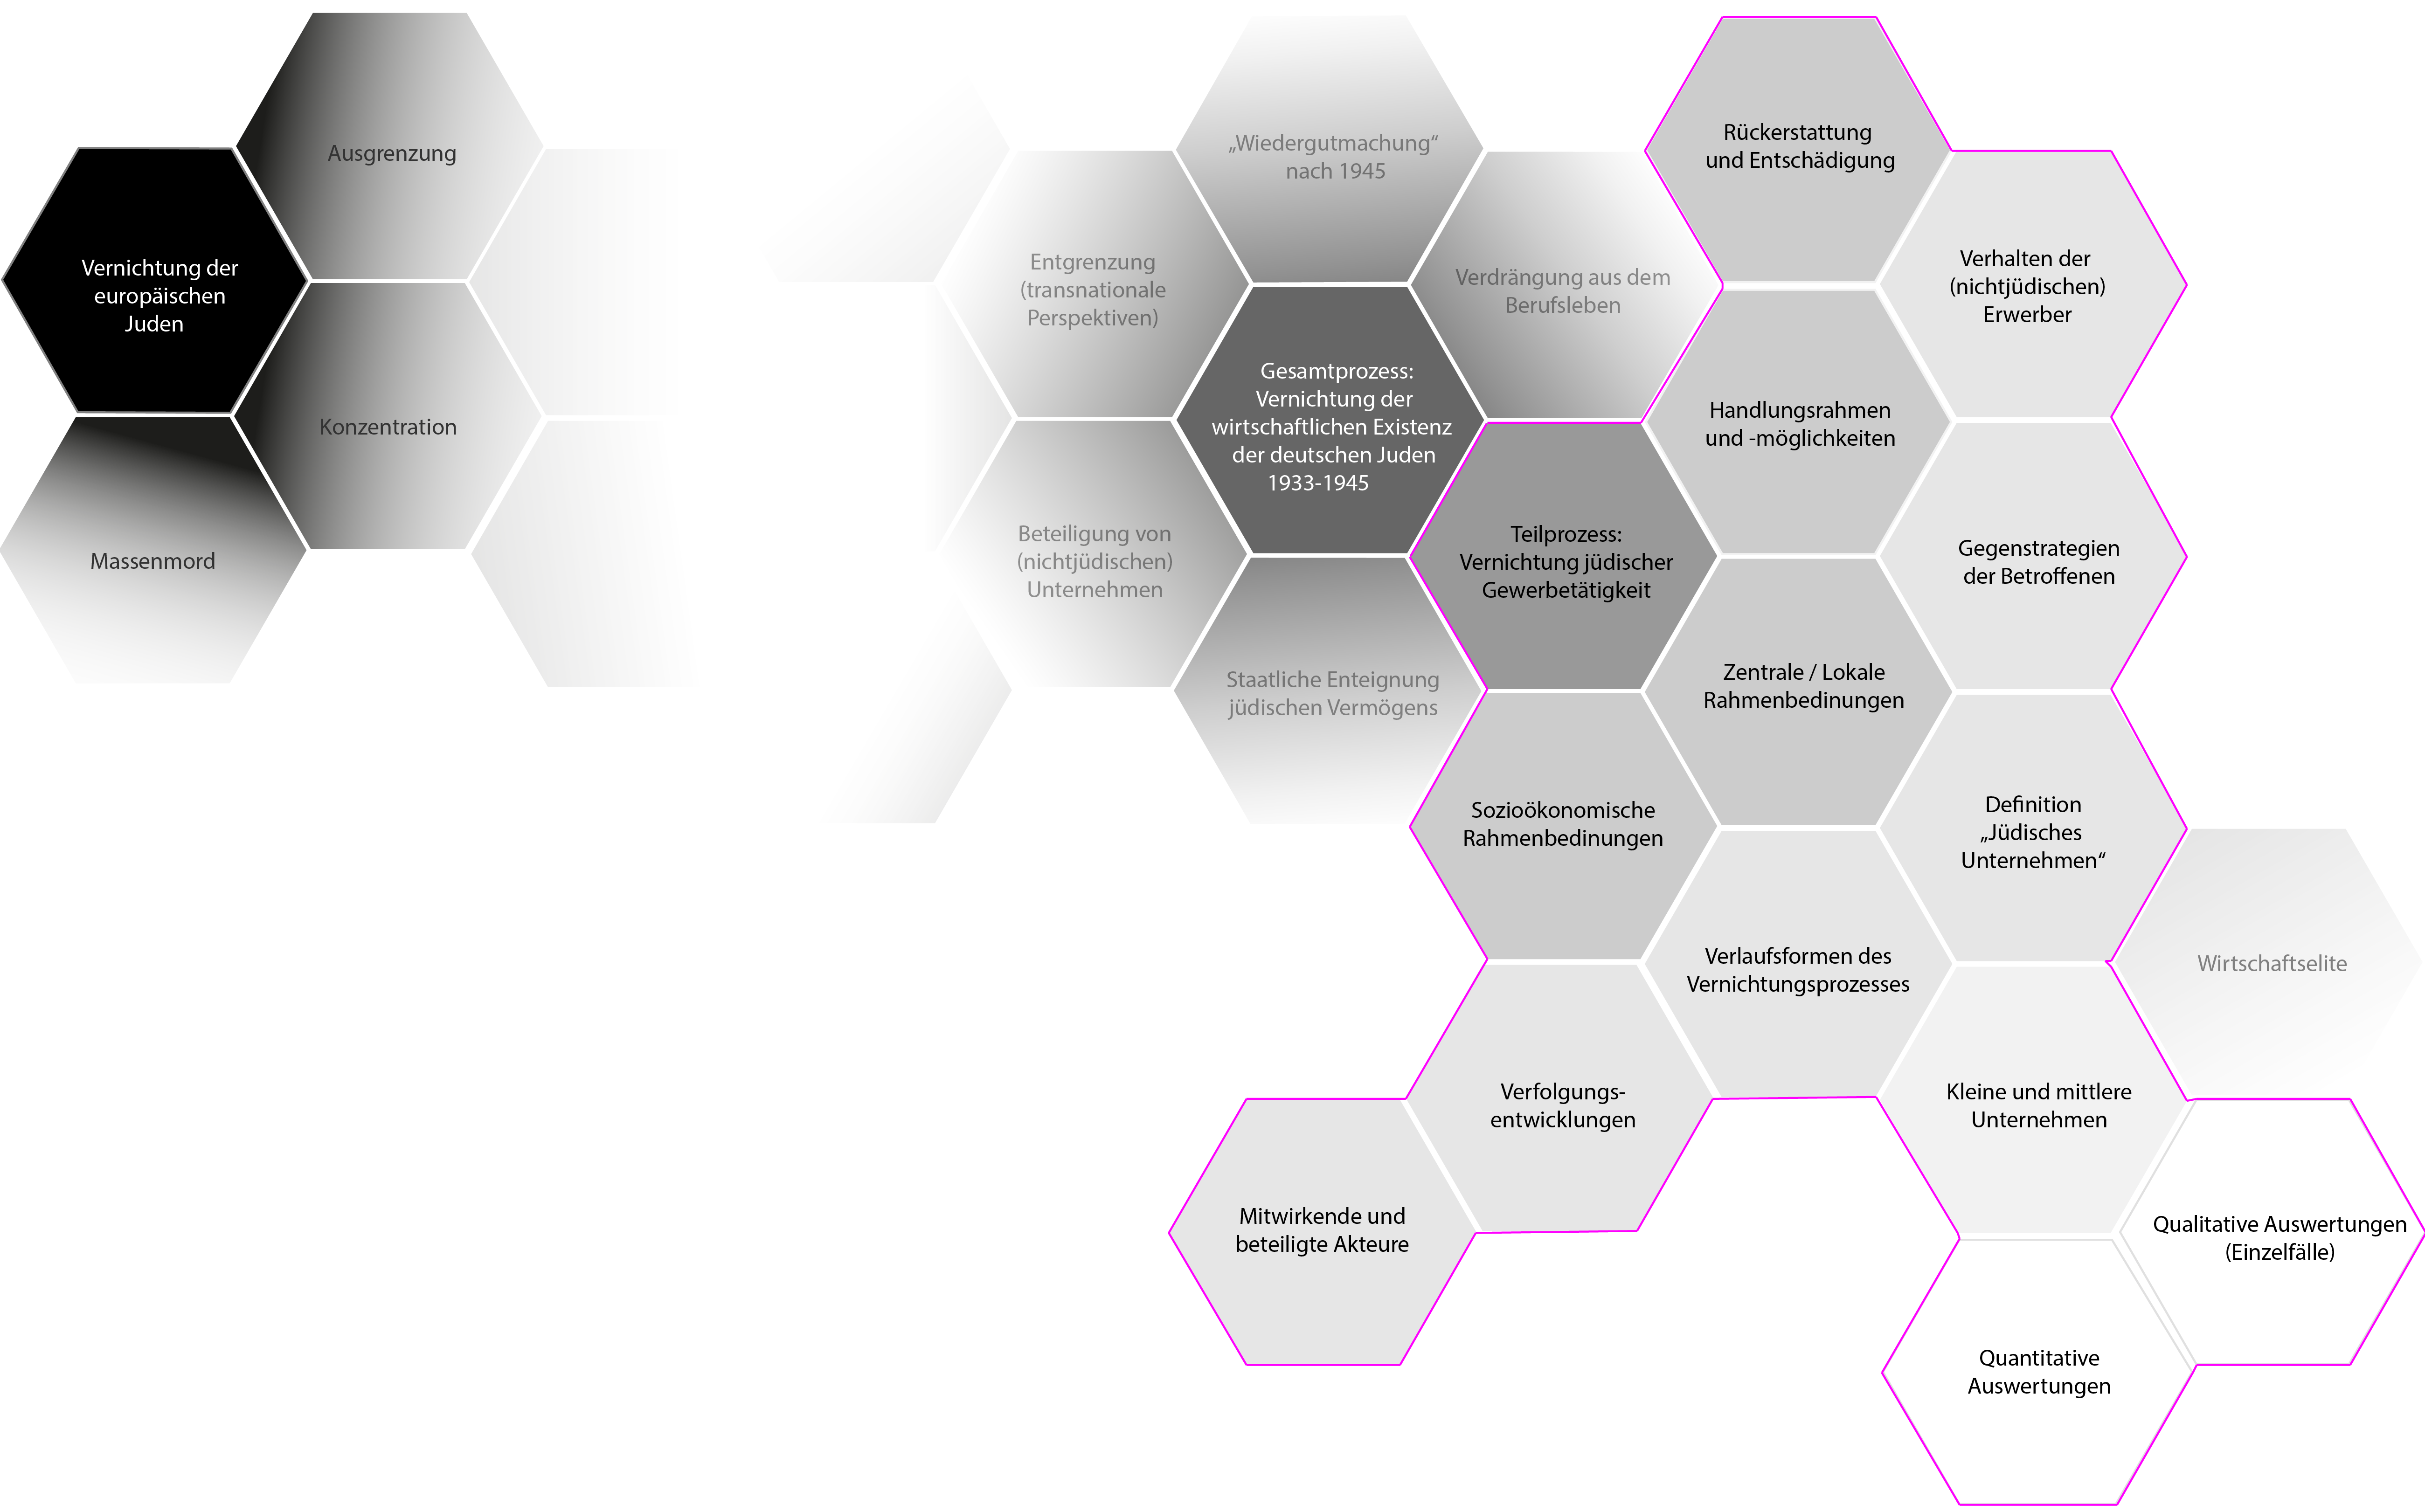 Ausgrenzung
Vernichtung der
europäischen
Juden
Konzentration
Massenmord
„Wiedergutmachung“
nach 1945
Entgrenzung
(transnationale
Perspektiven)
Verdrängung aus dem
Berufsleben
Gesamtprozess:
Vernichtung der
wirtschaftlichen Existenz
der deutschen Juden
1933-1945
Beteiligung von
(nichtjüdischen)
Unternehmen
Staatliche Enteignung
jüdischen Vermögens
Teilprozess:
Vernichtung jüdischer
Gewerbetätigkeit
Rückerstattung
und Entschädigung
Verhalten der
(nichtjüdischen)
Erwerber
Handlungsrahmen
und -möglichkeiten
Gegenstrategien
der Betroffenen
Zentrale / Lokale
Rahmenbedinungen
Sozioökonomische
Rahmenbedinungen
Definition
„Jüdisches
Unternehmen“
Verlaufsformen des
Vernichtungsprozesses
Wirtschaftselite
Verfolgungs-
entwicklungen
Kleine und mittlere
Unternehmen
Mitwirkende und
beteiligte Akteure
Qualitative Auswertungen
(Einzelfälle)
Quantitative
Auswertungen